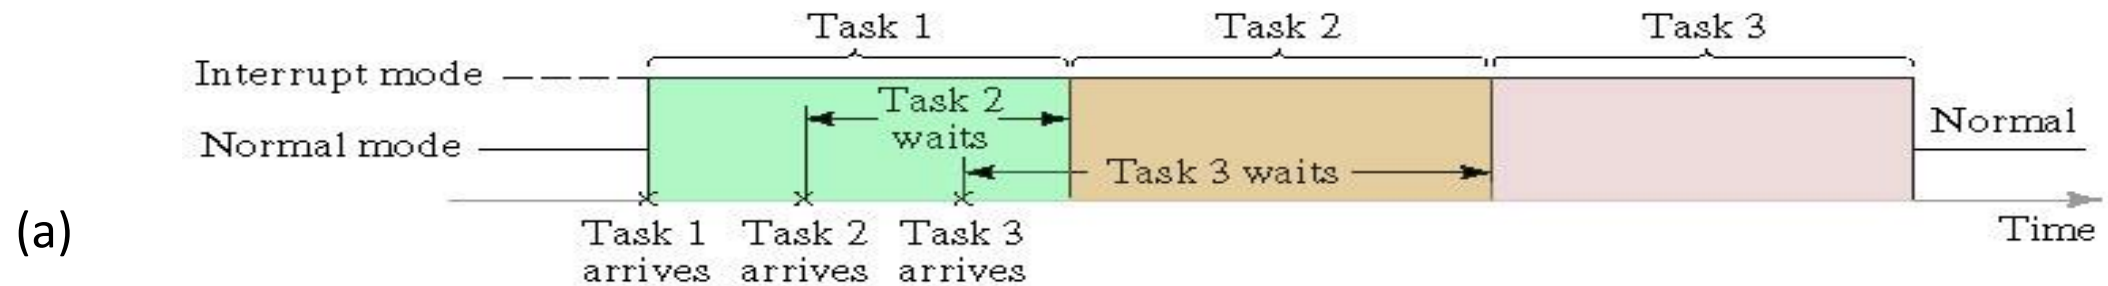 Task 1
Task 2
Task 3
Interrupt mode
Task 2
waits
Normal
Normal mode
Task 3 waits
(a)
Task 1
arrives
Task 2
arrives
Task 3
arrives
Time